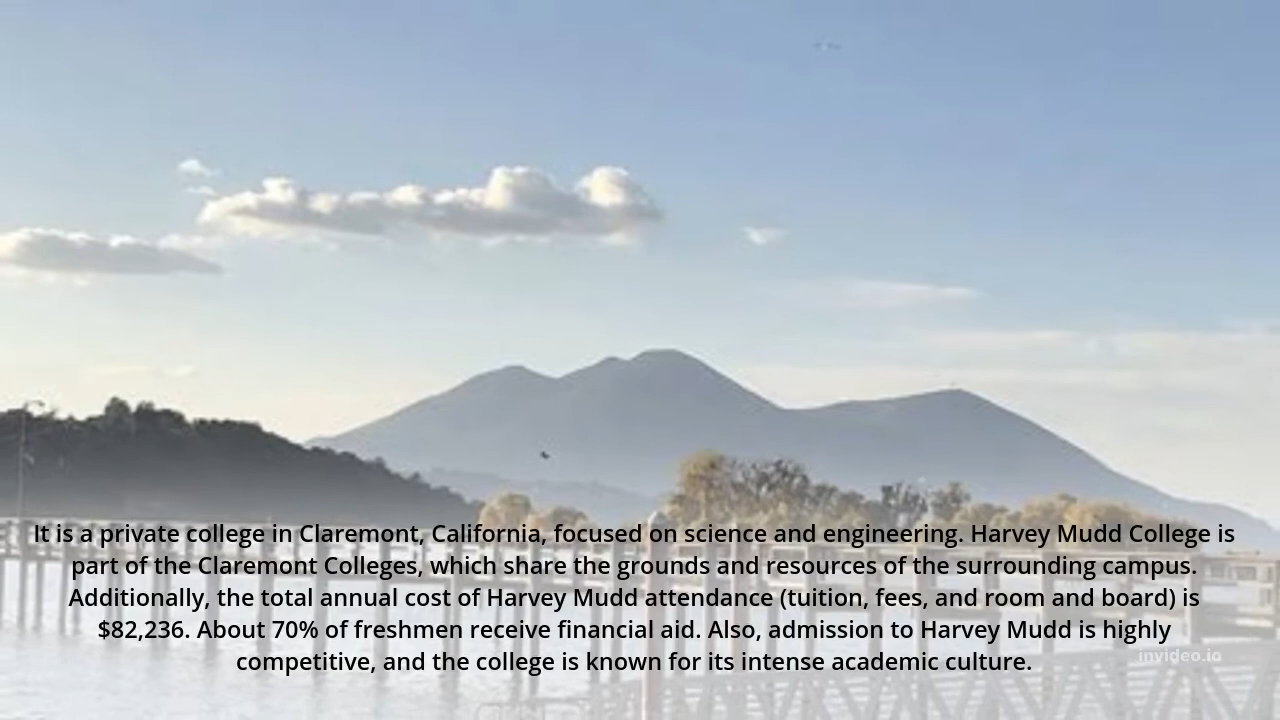 It is a private college in Claremont, California, focused on science and engineering. Harvey Mudd College is
part of the Claremont Colleges, which share the grounds and resources of the surrounding campus.
Additionally, the total annual cost of Harvey Mudd attendance (tuition, fees, and room and board) is
$82,236. About 70% of freshmen receive financial aid. Also, admission to Harvey Mudd is highly
competitive, and the college is known for its intense academic culture.
invideo.io